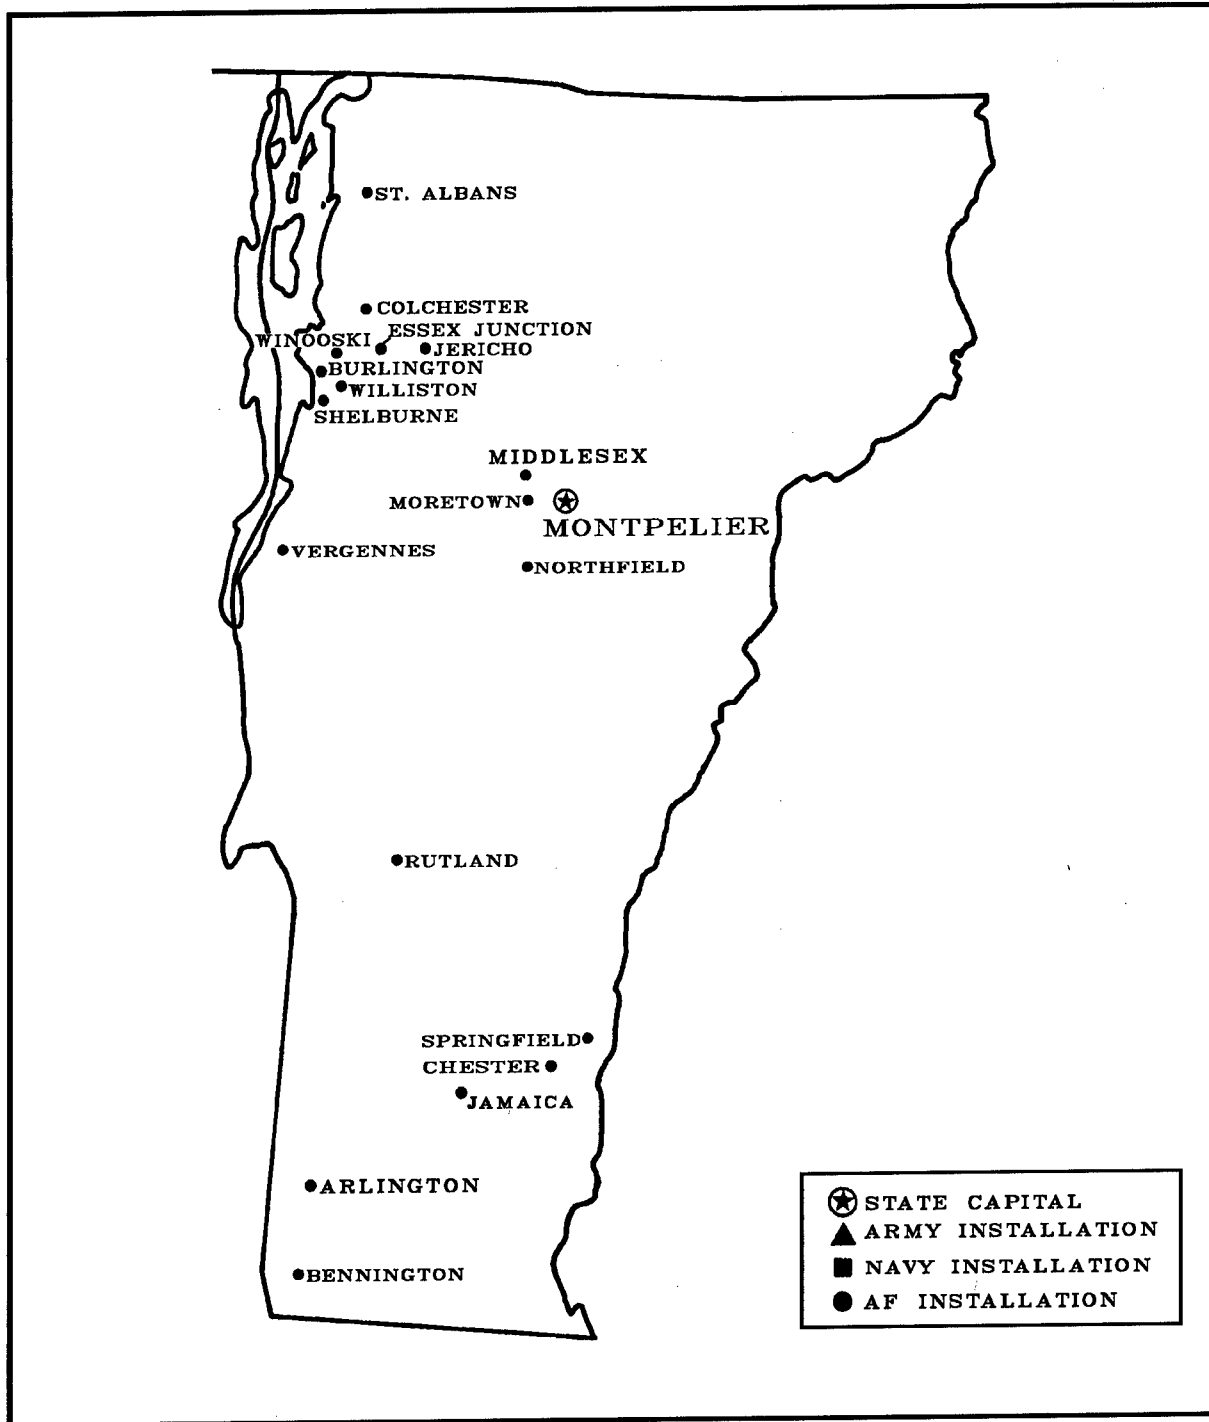 ST. ALBANS
COLCHESTER
ESSEX JUNCTION
WINOOSKI
JERICHO
BURLINGTON
WILLISTON
SHELBURNE
MIDDLESEX
MORETOWN
MONTPELIER
VERGENNES
NORTHFIELD
RUTLAND
SPRINGFIELD
CHESTER
JAMAICA
ARLINGTON
BENNINGTON
STATE CAPITAL
ARMY INSTALLATION
NAVY INSTALLATION
AF INSTALLATION